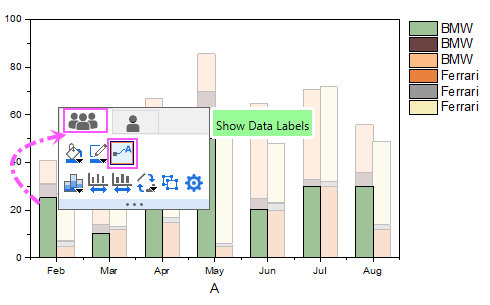 100
80
60
40
20
0
Feb Mar Apr May Jun Jul Aug
A
Show Data Labels
A
BMW
BMW
BMW
Ferrari
Ferrari
Ferrari